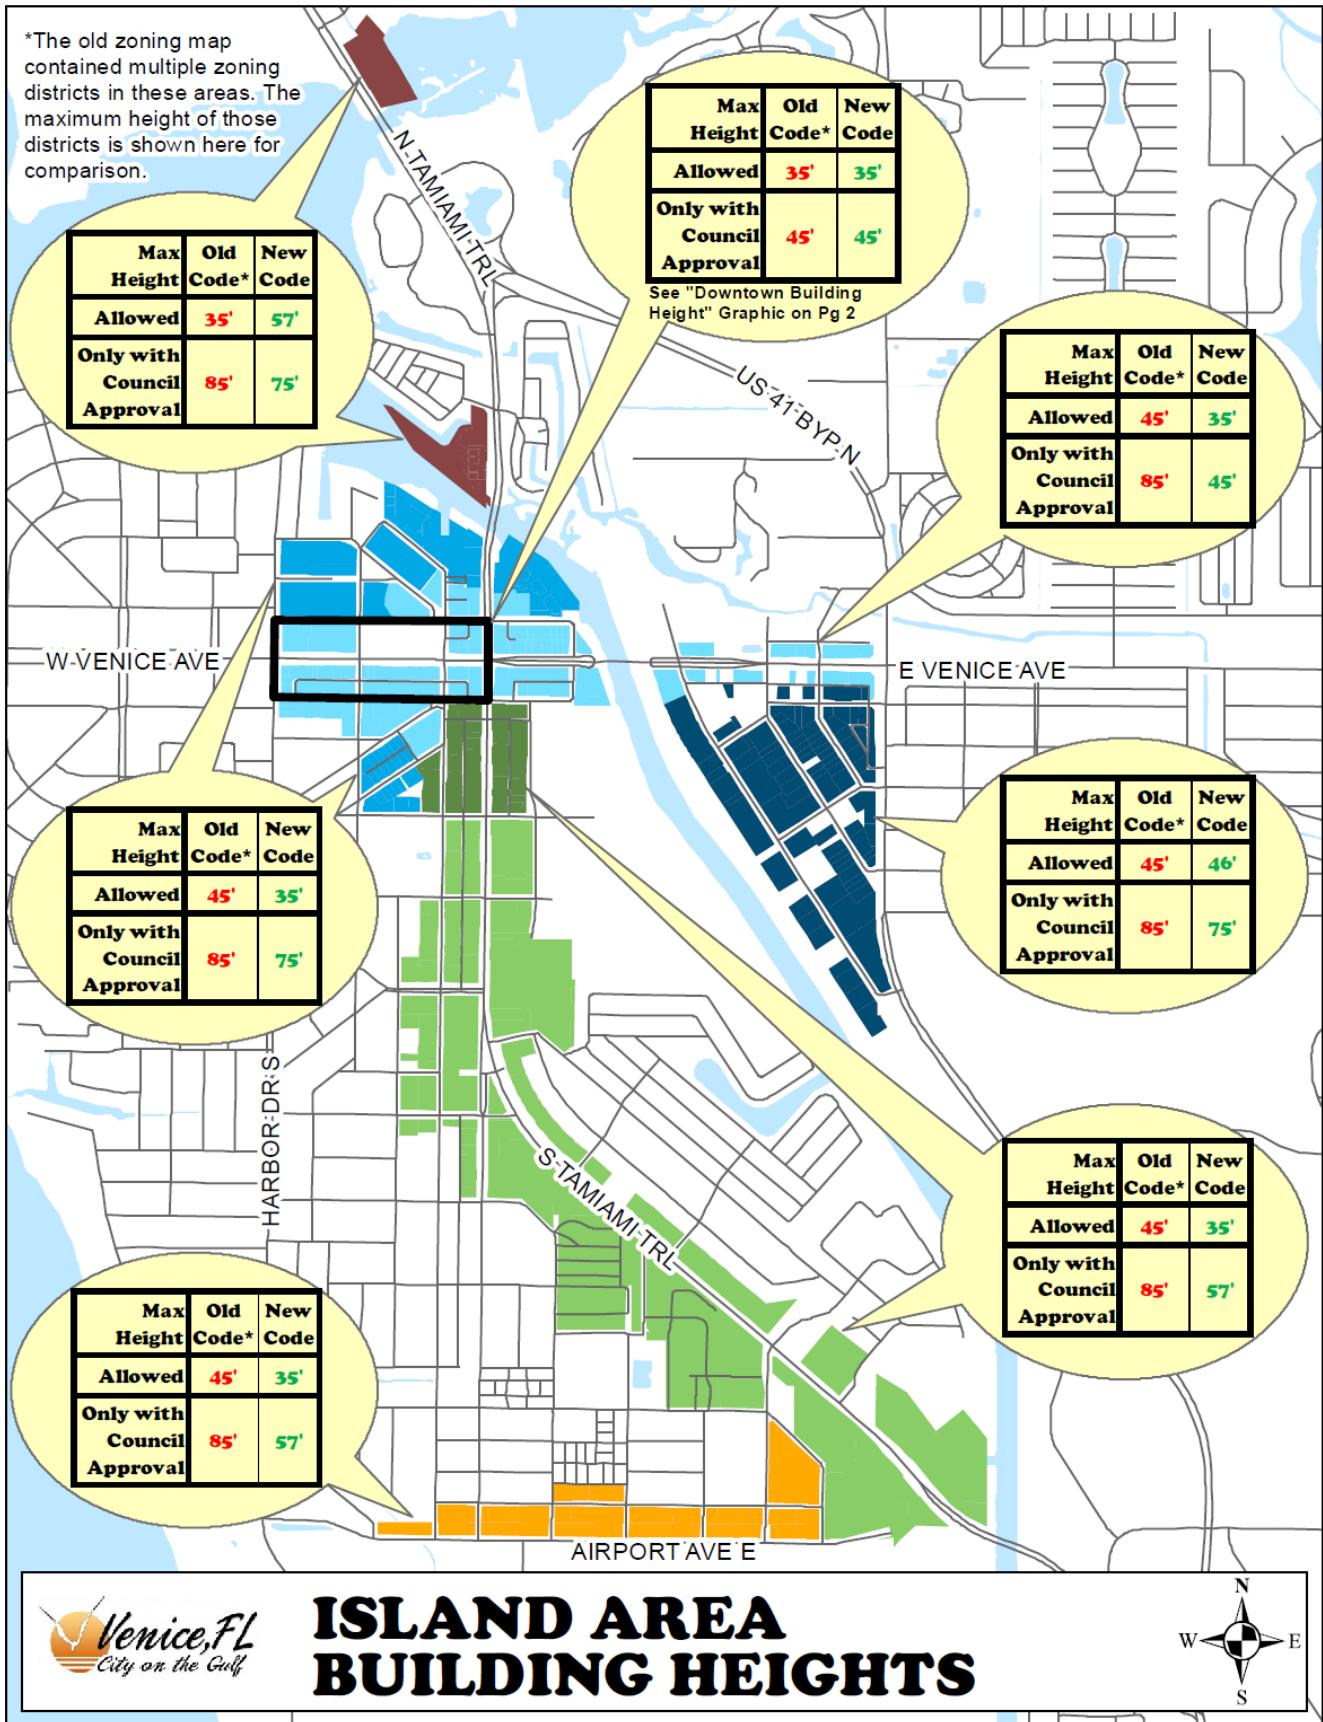 *The old zoning map
contained multiple zoning
districts in these areas. The
maximum height of those
districts is shown here for
comparison.
Max Old New
Height Code* Code
Allowed 35' 35'
Only with
Council 45' 45'
Approval
See "Downtown Building
Height" Graphic on Pg 2
N TAMIAMI TRL
Max Old New
Height Code* Code
Allowed 35' 57'
Only with
Council 85' 75'
Approval
US 41 BYP N
Max Old New
Height Code* Code
Allowed 45' 35'
Only with
Council 85' 45'
Approval
W VENICE AVE
E VENICE AVE
Max Old New
Height Code* Code
Allowed 45' 46'
Only with
Council 85' 75'
Approval
Max Old New
Height Code* Code
Allowed 45' 35'
Only with
Council 85' 75'
Approval
HARBOR DR S
S TAMIAMI TRL
Max Old New
Height Code* Code
Allowed 45' 35'
Only with
Council 85' 57'
Approval
Max Old New
Height Code* Code
Allowed 45' 35'
Only with
Council 85' 57'
Approval
AIRPORT AVE E
Venice, FL
City on the Gulf
ISLAND AREA
BUILDING HEIGHTS
N
W E
S